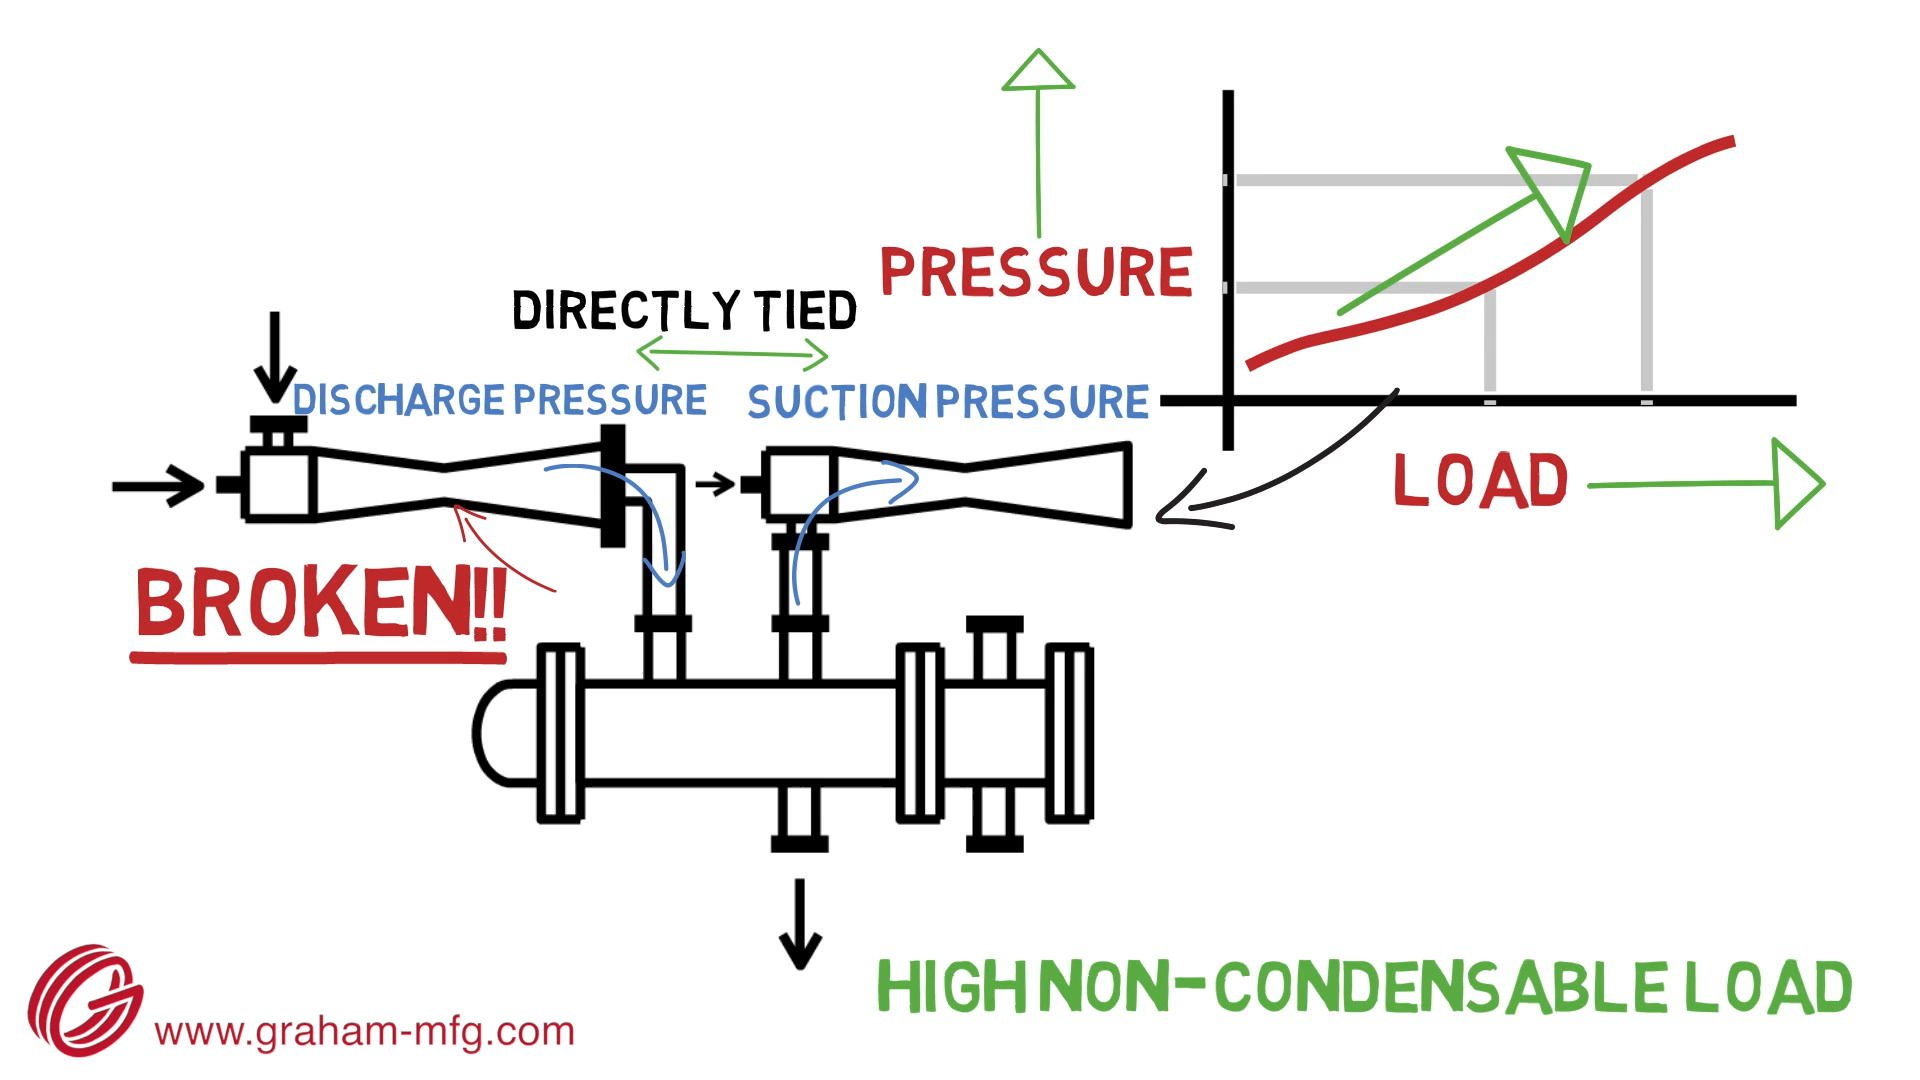 PRESSURE
DIRECTLY TIED
DISCHARGE PRESSURE
SUCTION PRESSURE
LOAD
BROKEN!!
HIGH NON-CONDENSABLE LOAD
www.graham-mfg.com